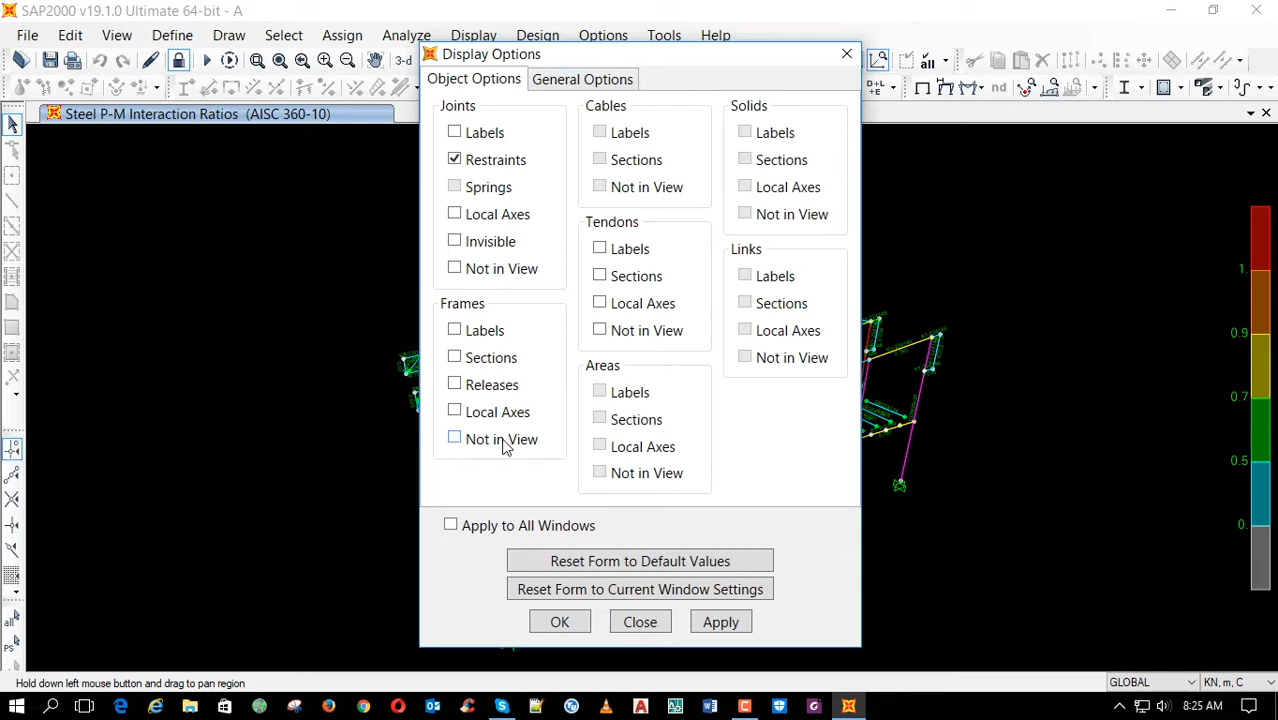 SAP2000 v19.1.0 Ultimate 64-bit - A
File Edit View Define Draw Select Assign Analyze Display Design Options Tools Help
Display Options
3-d
all
nd
Steel P-M Interaction Ratios (AISC 360-10)
Object Options General Options
Joints
Labels
Restraints
Springs
Local Axes
Invisible
Not in View
Frames
Labels
Sections
Releases
Local Axes
Not in View
Cables
Labels
Sections
Not in View
Tendons
Labels
Sections
Local Axes
Not in View
Areas
Labels
Sections
Local Axes
Not in View
Solids
Labels
Sections
Local Axes
Not in View
Links
Labels
Sections
Local Axes
Not in View
Apply to All Windows
Reset Form to Default Values
Reset Form to Current Window Settings
OK Close Apply
1.
0.9
0.7
0.5
0.
all
PS
Hold down left mouse button and drag to pan region
GLOBAL KN, m, C
8:25 AM